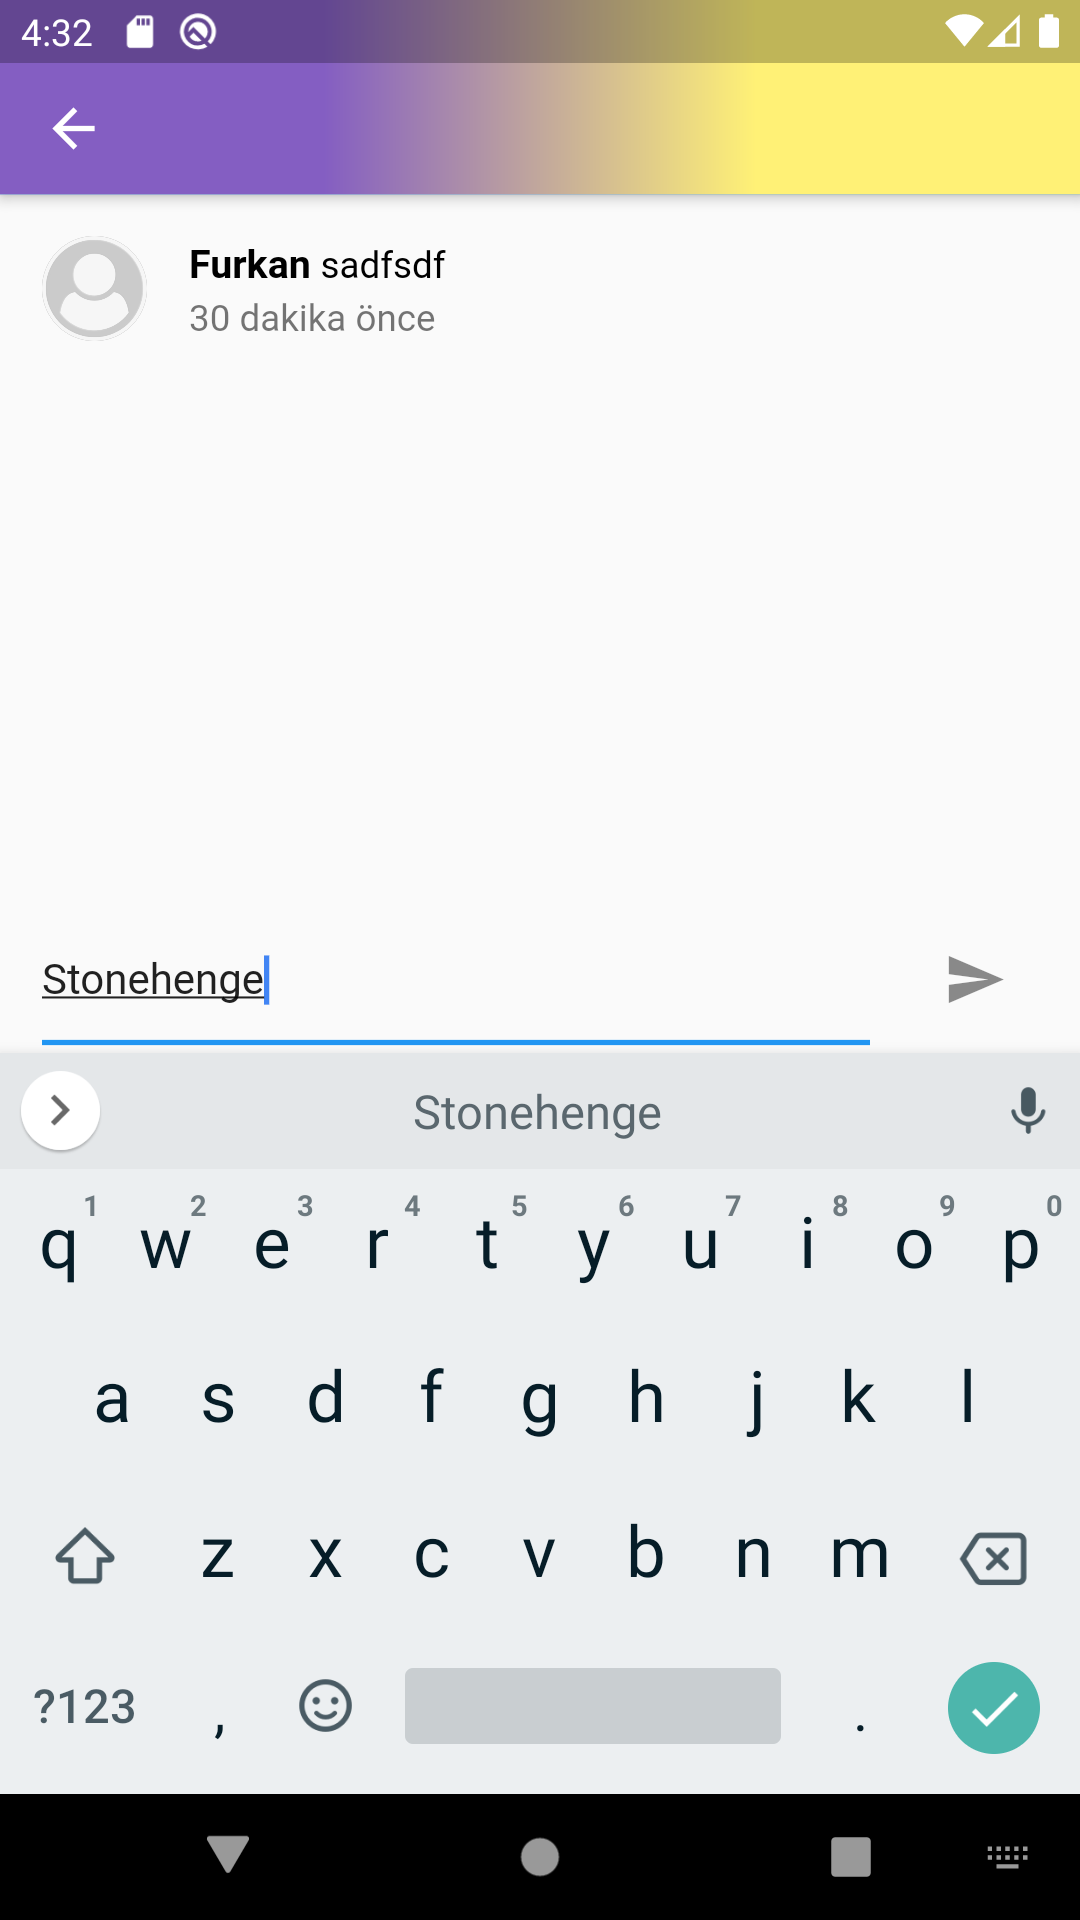 4:32
Furkan sadfsdf
30 dakika önce
Stonehenge
Stonehenge
1 2 3 4 5 6 7 8 9 0
q w e r t y u i o p
a s d f g h j k l
z x c v b n m
?123 , .